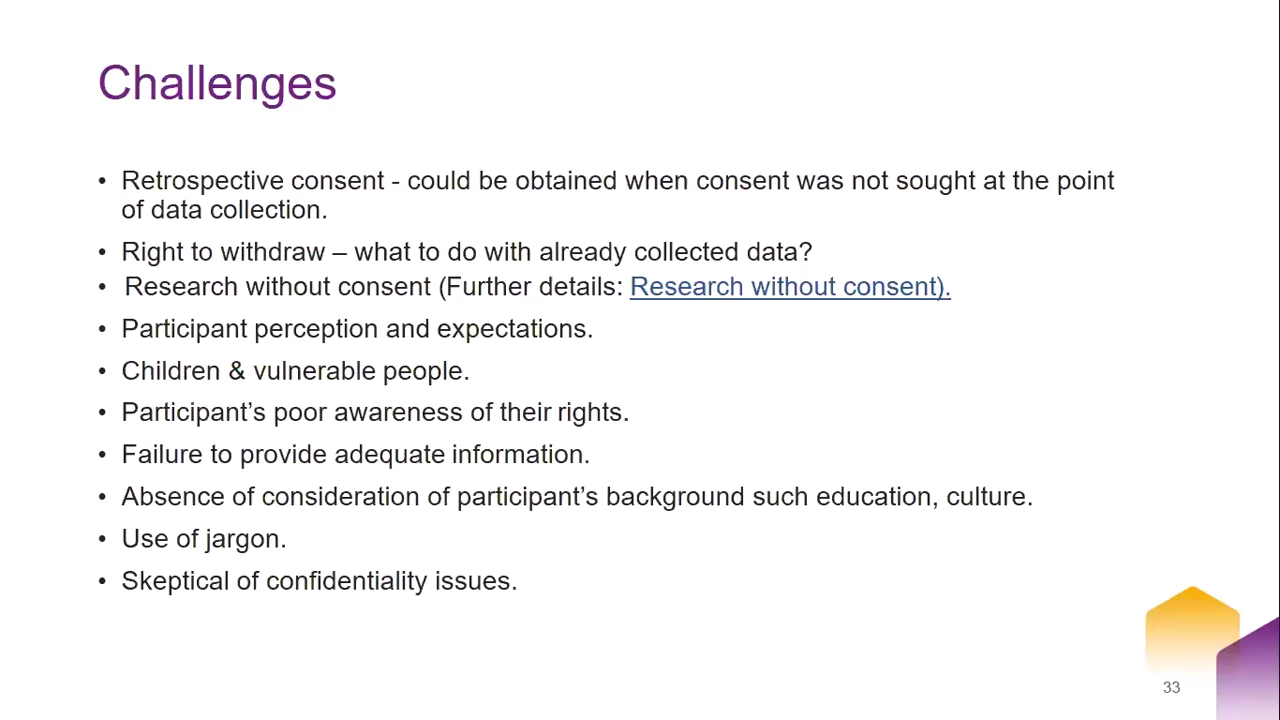 Challenges
• Retrospective consent - could be obtained when consent was not sought at the point
of data collection.
• Right to withdraw – what to do with already collected data?
• Research without consent (Further details: Research without consent).
• Participant perception and expectations.
• Children & vulnerable people.
• Participant’s poor awareness of their rights.
• Failure to provide adequate information.
• Absence of consideration of participant’s background such education, culture.
• Use of jargon.
• Skeptical of confidentiality issues.
33